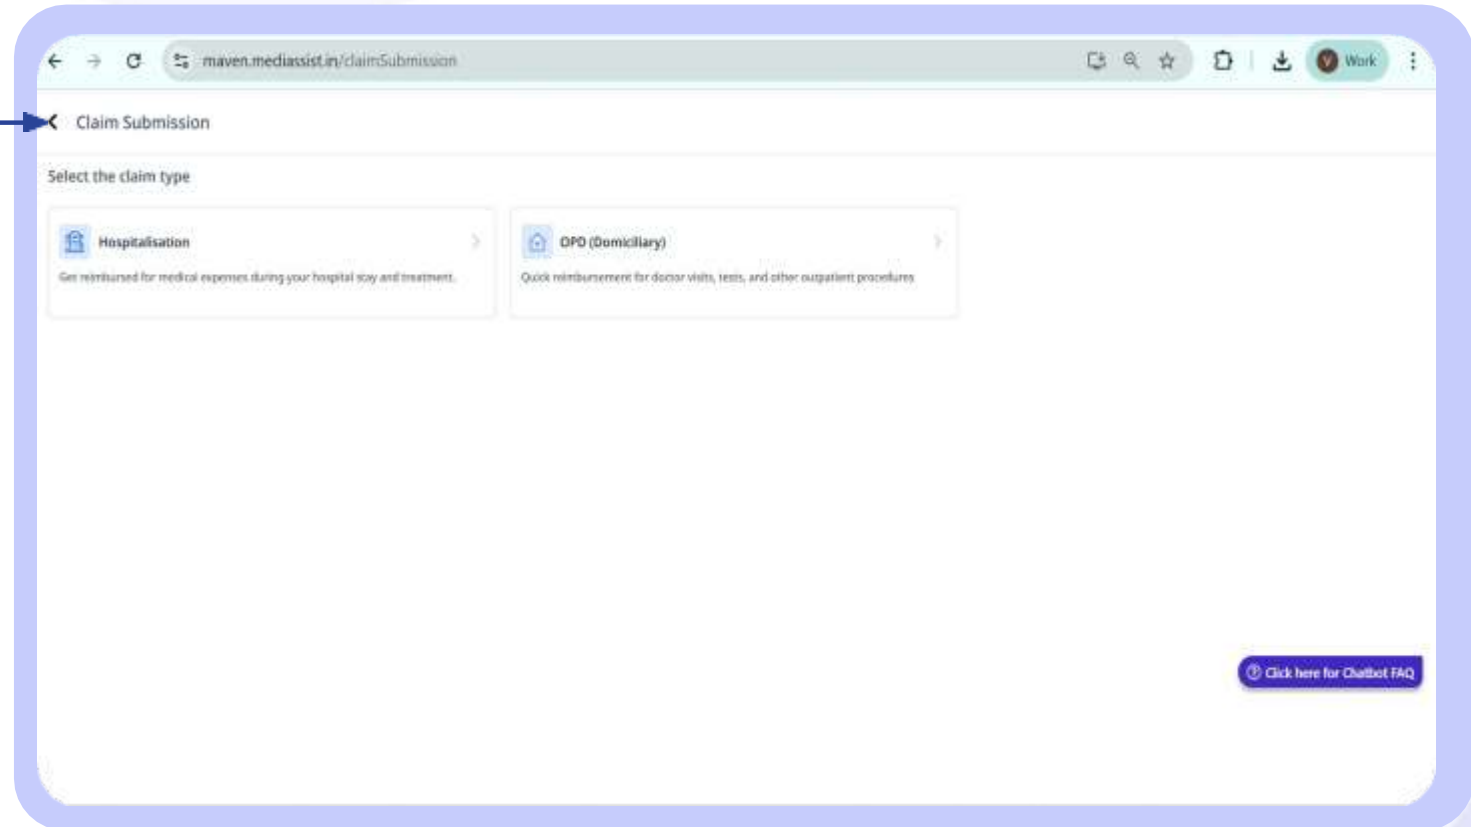 maven.mediassist.in/claimSubmission
V Work
Claim Submission
Select the claim type
Hospitalisation
Get reimbursed for medical expenses during your hospital stay and treatment.
OPD (Domiciliary)
Quick reimbursement for doctor visits, tests, and other outpatient procedures
Click here for Chatbot FAQ